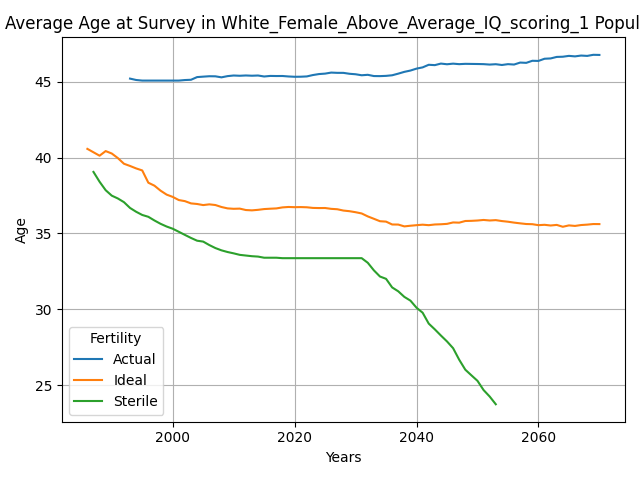 Average Age at Survey in White_Female_Above_Average_IQ_scoring_1 Popul
45
40
35
30
25
Age
Fertility
Actual
Ideal
Sterile
2000 2020 2040 2060
Years